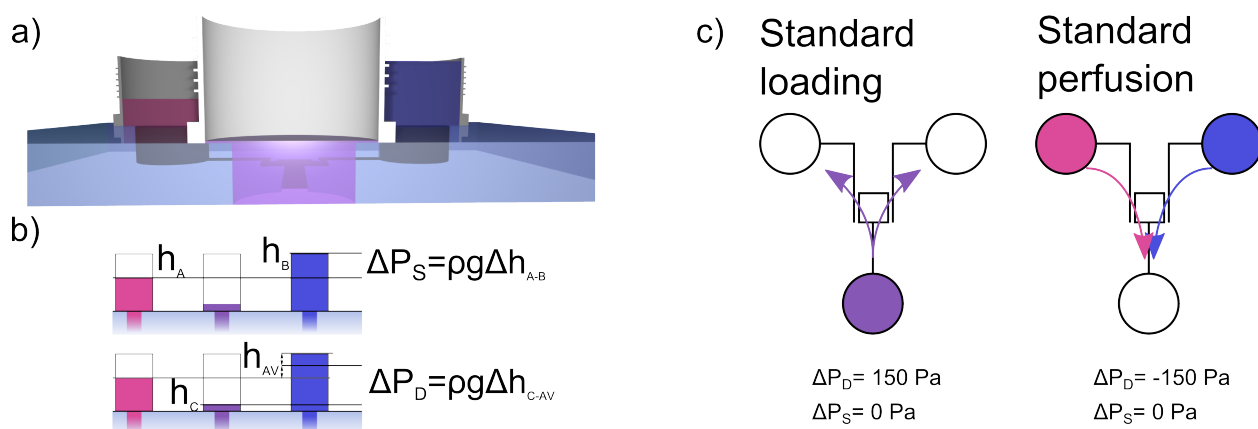 a)
b)
h_A
h_B
ΔP_S=ρgΔh_A-B
h_AV
h_C
ΔP_D=ρgΔh_C-AV
c)
Standard
loading
ΔP_D= 150 Pa
ΔP_S= 0 Pa
Standard
perfusion
ΔP_D= -150 Pa
ΔP_S= 0 Pa